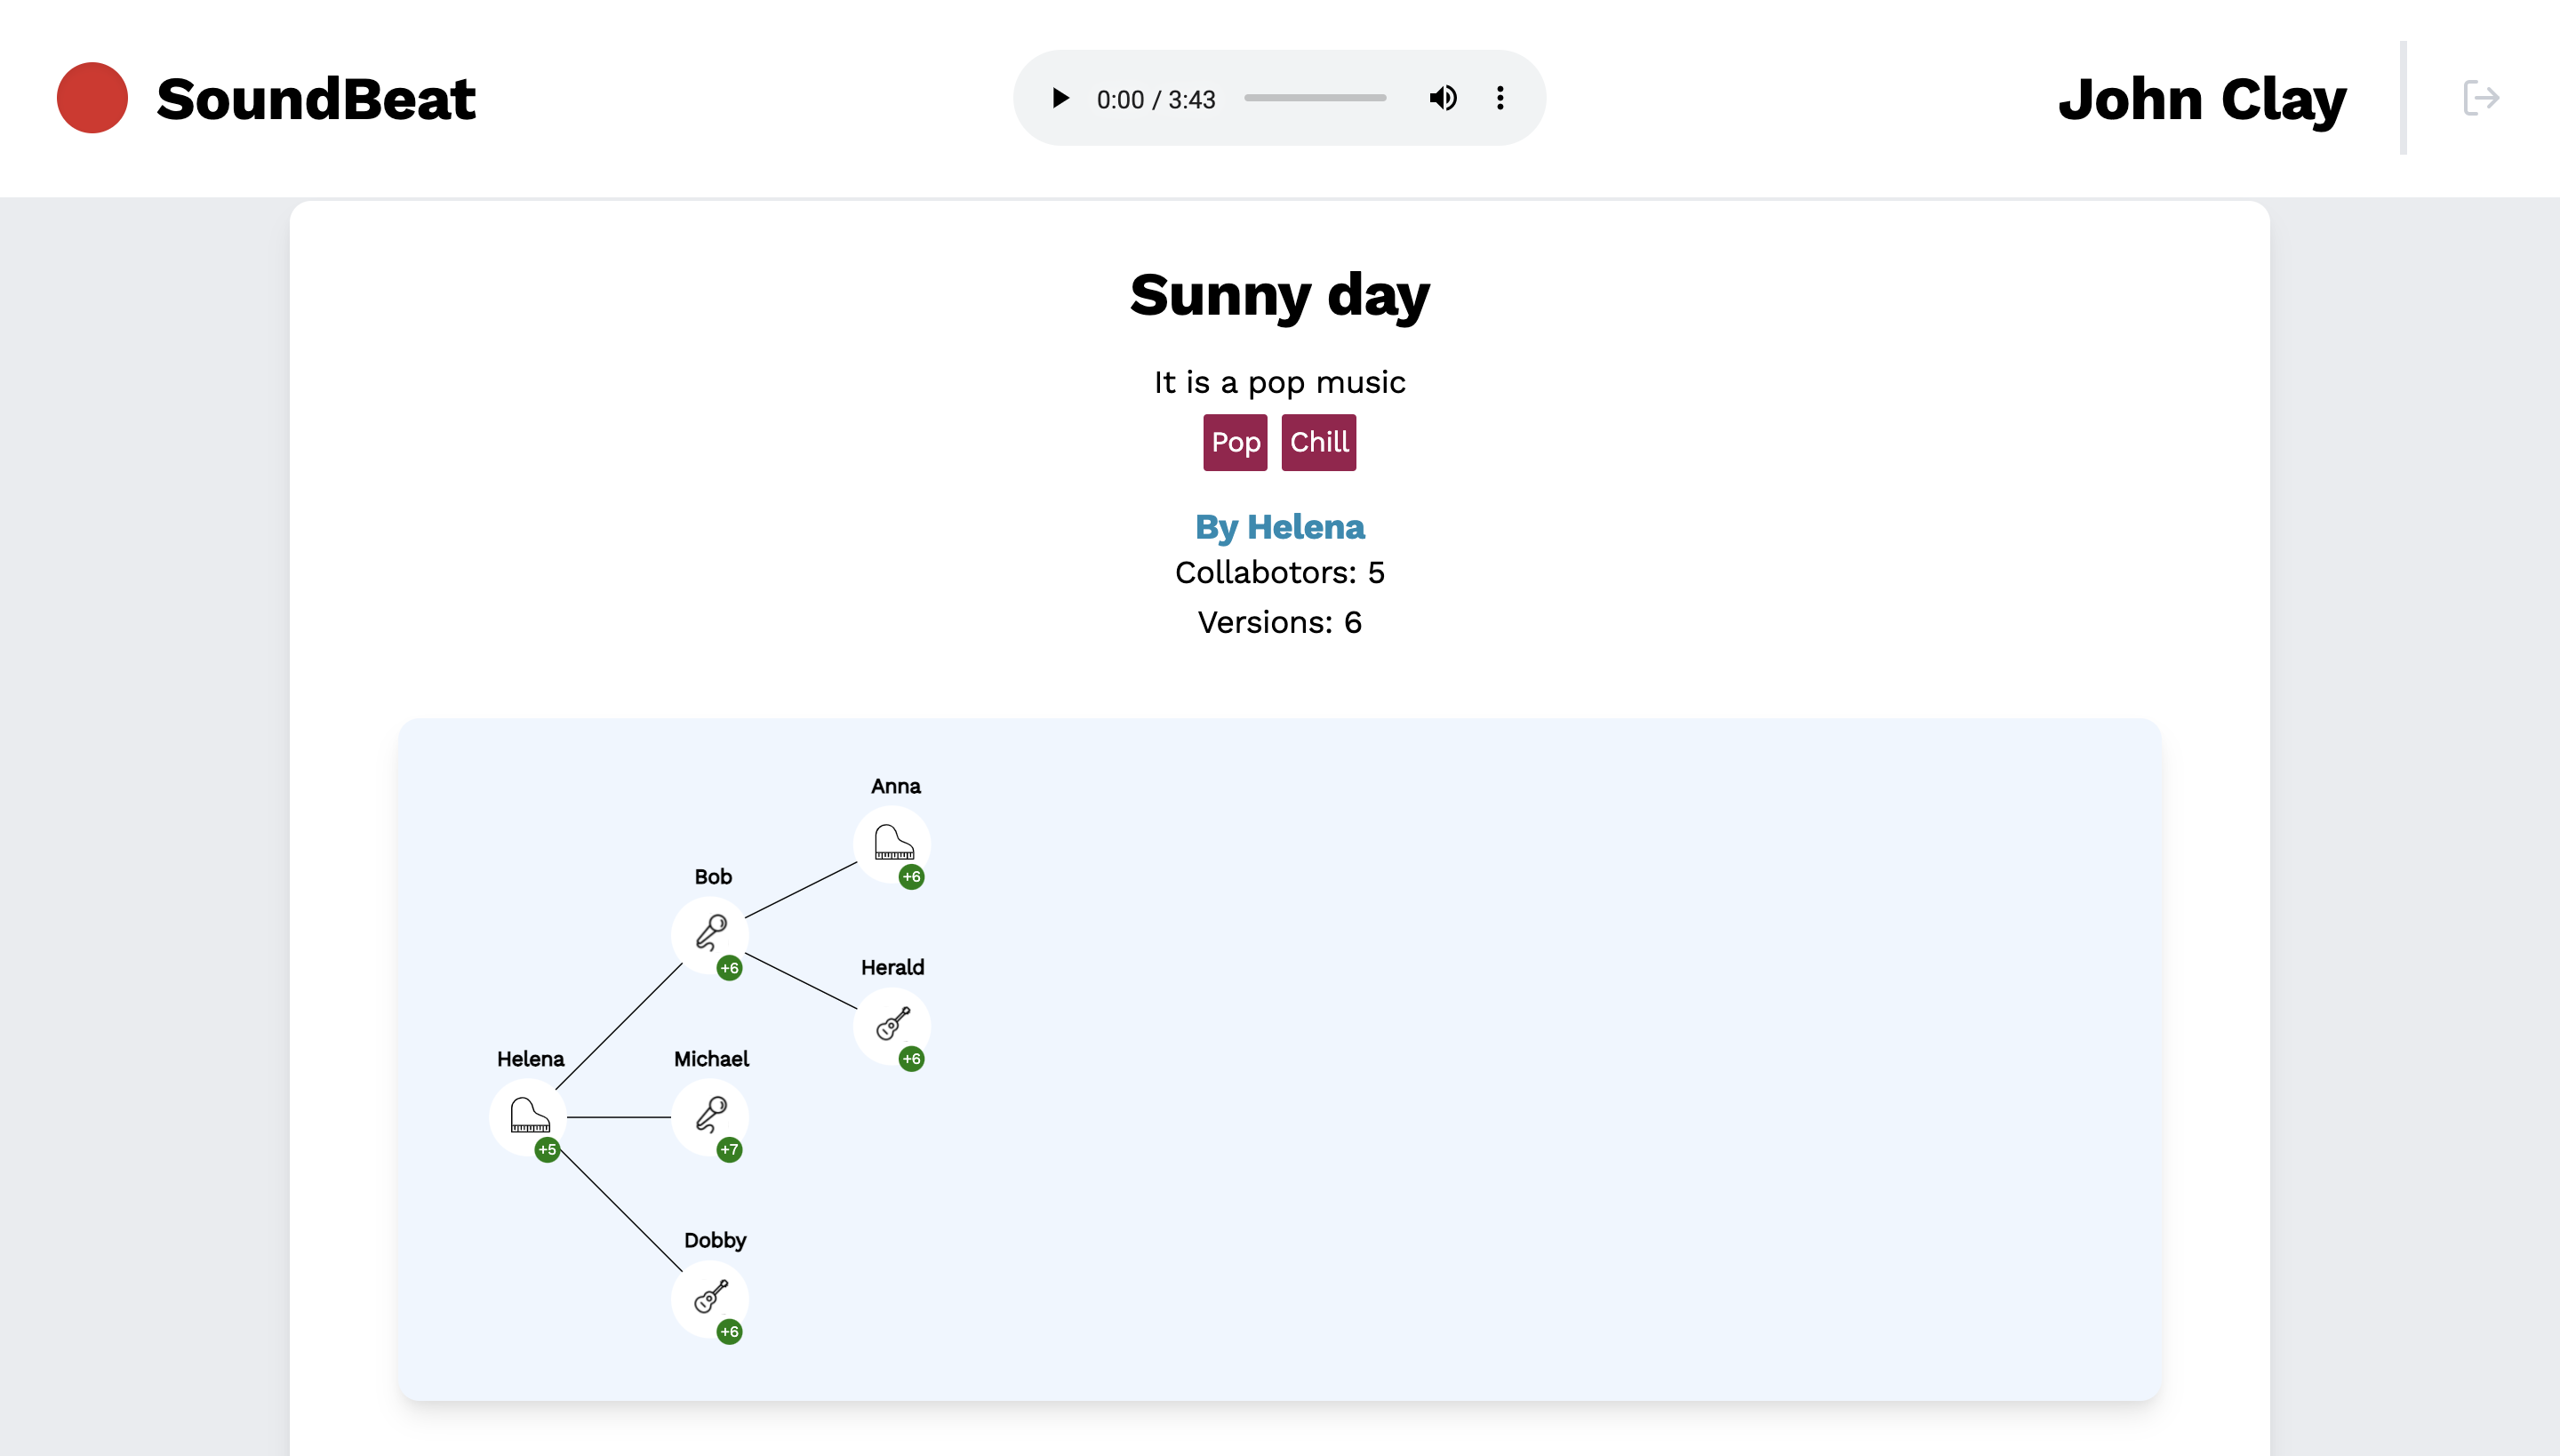 SoundBeat
0:00 / 3:43
John Clay
Sunny day
It is a pop music
Pop Chill
By Helena
Collabotors: 5
Versions: 6
Anna
+6
Bob
+6
Herald
+6
Helena
+5
Michael
+7
Dobby
+6